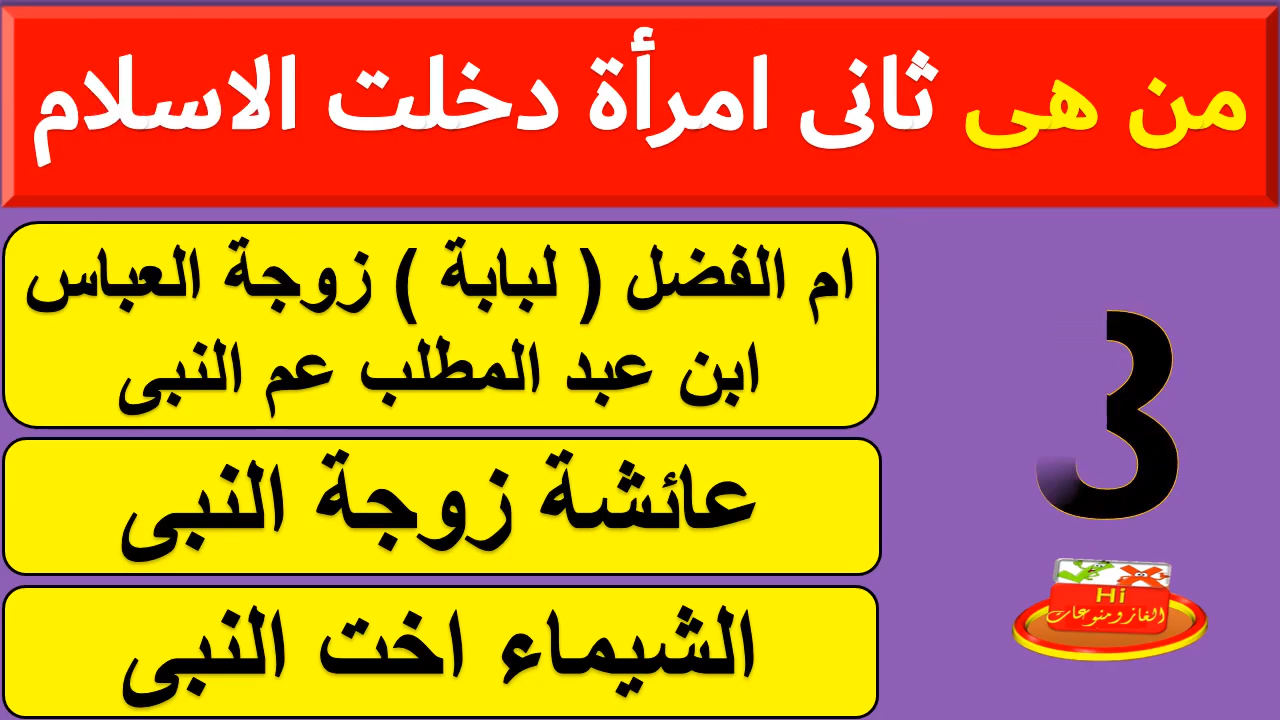 من هى ثانى امرأة دخلت الاسلام
ام الفضل ( لبابة ) زوجة العباس
ابن عبد المطلب عم النبى
عائشة زوجة النبى
الشيماء اخت النبى
3
Hi
الغاز ومنوعات